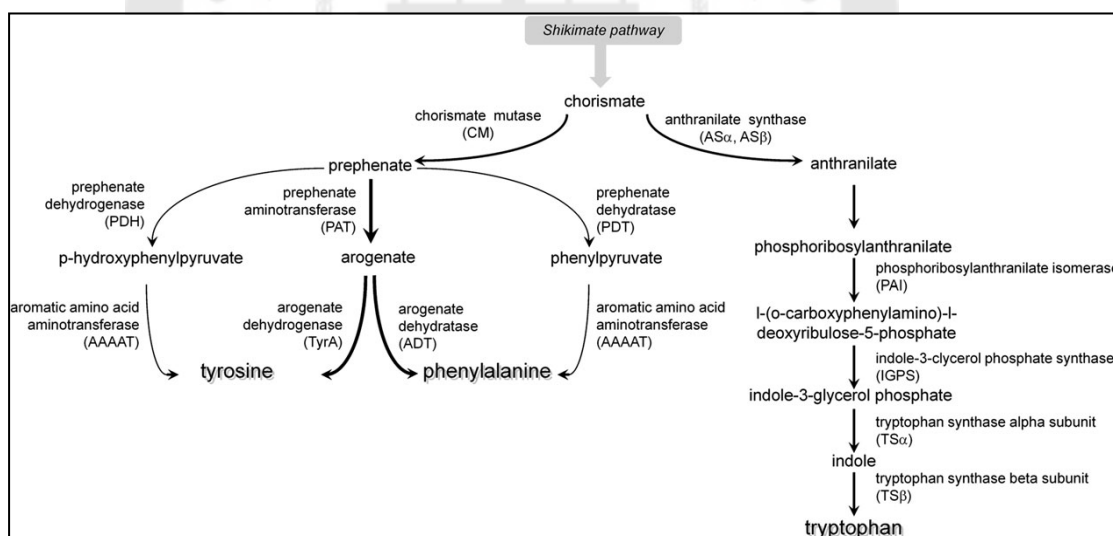 Shikimate pathway
chorismate
chorismate mutase
(CM)
anthranilate synthase
(ASα, ASβ)
prephenate
anthranilate
prephenate
dehydrogenase
(PDH)
prephenate
aminotransferase
(PAT)
prephenate
dehydratase
(PDT)
p-hydroxyphenylpyruvate
arogenate
phenylpyruvate
phosphoribosylanthranilate
phosphoribosylanthranilate isomerase
(PAI)
aromatic amino acid
aminotransferase
(AAAAT)
arogenate
dehydrogenase
(TyrA)
arogenate
dehydratase
(ADT)
aromatic amino acid
aminotransferase
(AAAAT)
l-(o-carboxyphenylamino)-l-
deoxyribulose-5-phosphate
tyrosine
phenylalanine
indole-3-clycerol phosphate synthase
(IGPS)
indole-3-glycerol phosphate
tryptophan synthase alpha subunit
(TSα)
indole
tryptophan synthase beta subunit
(TSβ)
tryptophan